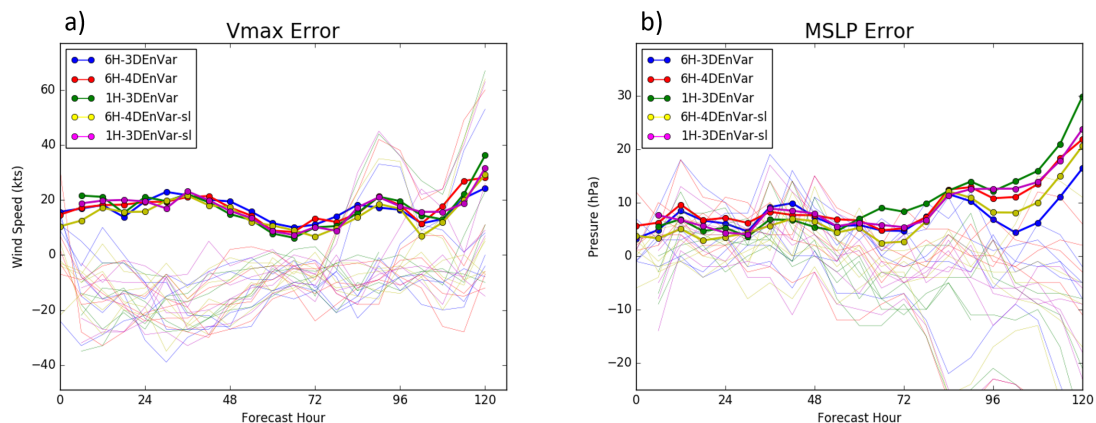 a)
Vmax Error
6H-3DEnVar
6H-4DEnVar
1H-3DEnVar
6H-4DEnVar-sl
1H-3DEnVar-sl
Wind Speed (kts)
60
40
20
0
−20
−40
0 24 48 72 96 120
Forecast Hour
b)
MSLP Error
6H-3DEnVar
6H-4DEnVar
1H-3DEnVar
6H-4DEnVar-sl
1H-3DEnVar-sl
Presure (hPa)
30
20
10
0
−10
−20
0 24 48 72 96 120
Forecast Hour